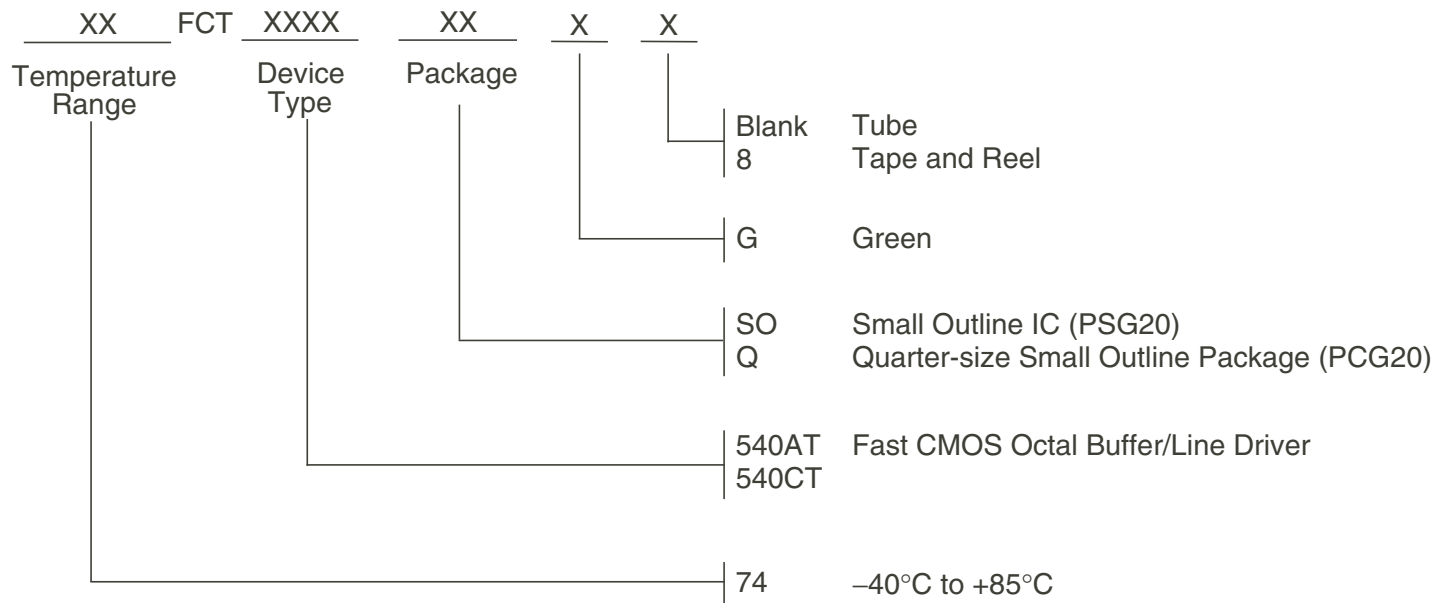 XX FCT XXXX XX X X
Temperature Range
Device Type
Package
Blank Tube
8 Tape and Reel
G Green
SO Small Outline IC (PSG20)
Q Quarter-size Small Outline Package (PCG20)
540AT Fast CMOS Octal Buffer/Line Driver
540CT
74 –40°C to +85°C